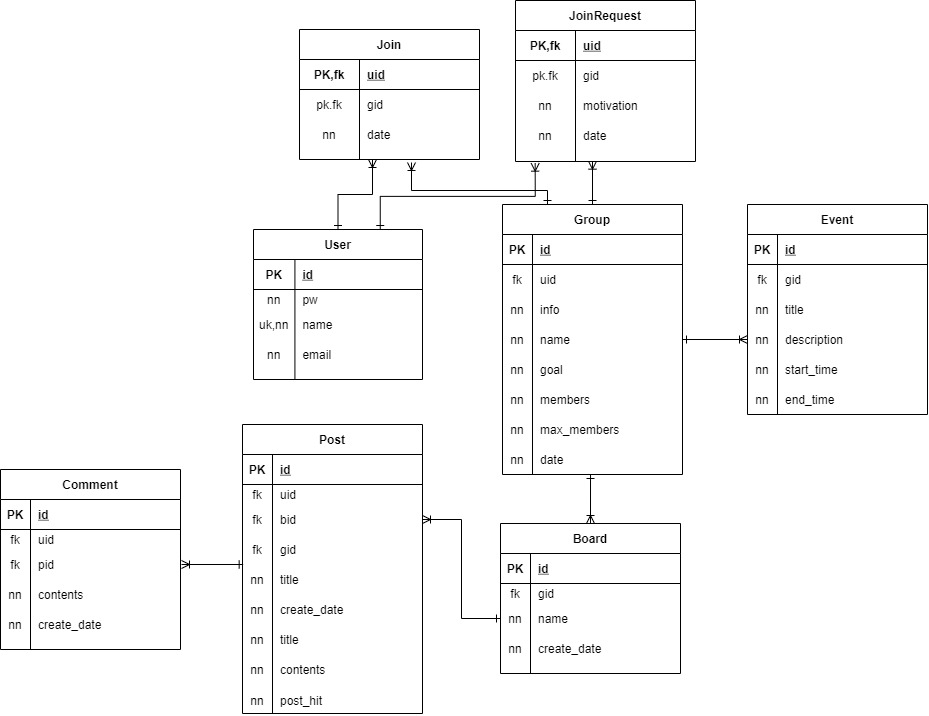 JoinRequest
PK,fk uid
pk.fk gid
nn motivation
nn date
Join
PK,fk uid
pk.fk gid
nn date
User
PK id
nn pw
uk,nn name
nn email
Group
PK id
fk uid
nn info
nn name
nn goal
nn members
nn max_members
nn date
Event
PK id
fk gid
nn title
nn description
nn start_time
nn end_time
Post
PK id
fk uid
fk bid
fk gid
nn title
nn create_date
nn title
nn contents
nn post_hit
Comment
PK id
fk uid
fk pid
nn contents
nn create_date
Board
PK id
fk gid
nn name
nn create_date